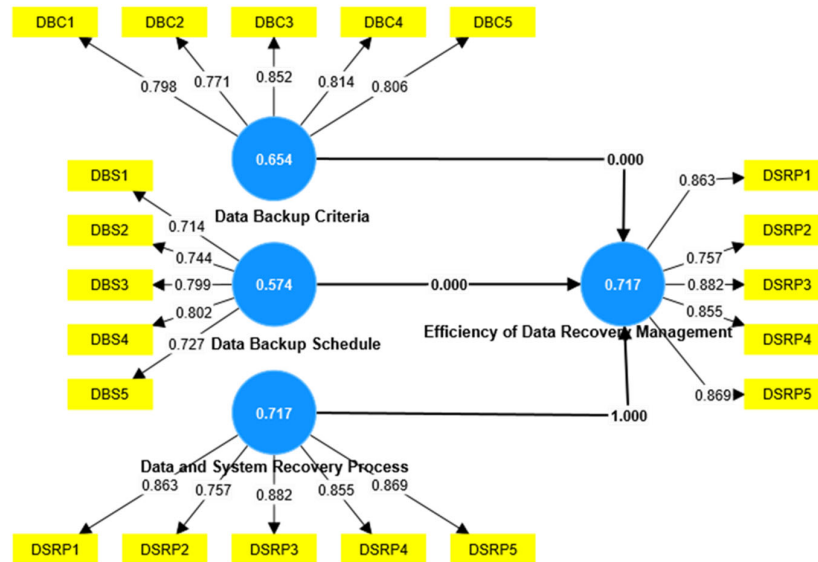 DBC1 DBC2 DBC3 DBC4 DBC5
0.798 0.771 0.852 0.814 0.806
0.654
Data Backup Criteria
0.000
DBS1
DBS2
DBS3
DBS4
DBS5
0.714
0.744
0.799
0.802
0.727
0.574
Data Backup Schedule
0.000
0.717
Efficiency of Data Recovery Management
0.863
0.757
0.882
0.855
0.869
DSRP1
DSRP2
DSRP3
DSRP4
DSRP5
0.717
Data and System Recovery Process
1.000
0.863 0.757 0.882 0.855 0.869
DSRP1 DSRP2 DSRP3 DSRP4 DSRP5